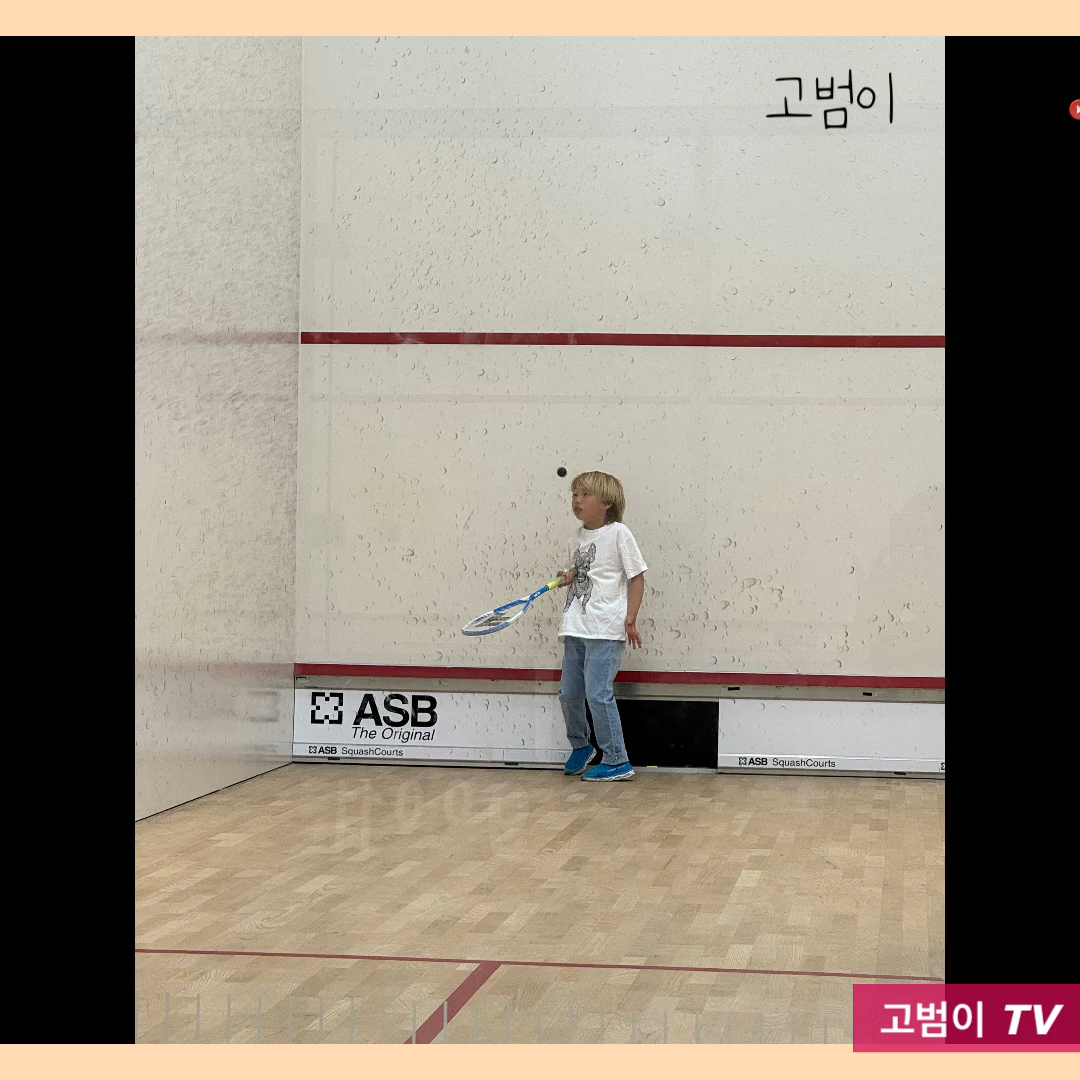 고범이
ASB
The Original
ASB SquashCourts
ASB SquashCourts
고범이 TV